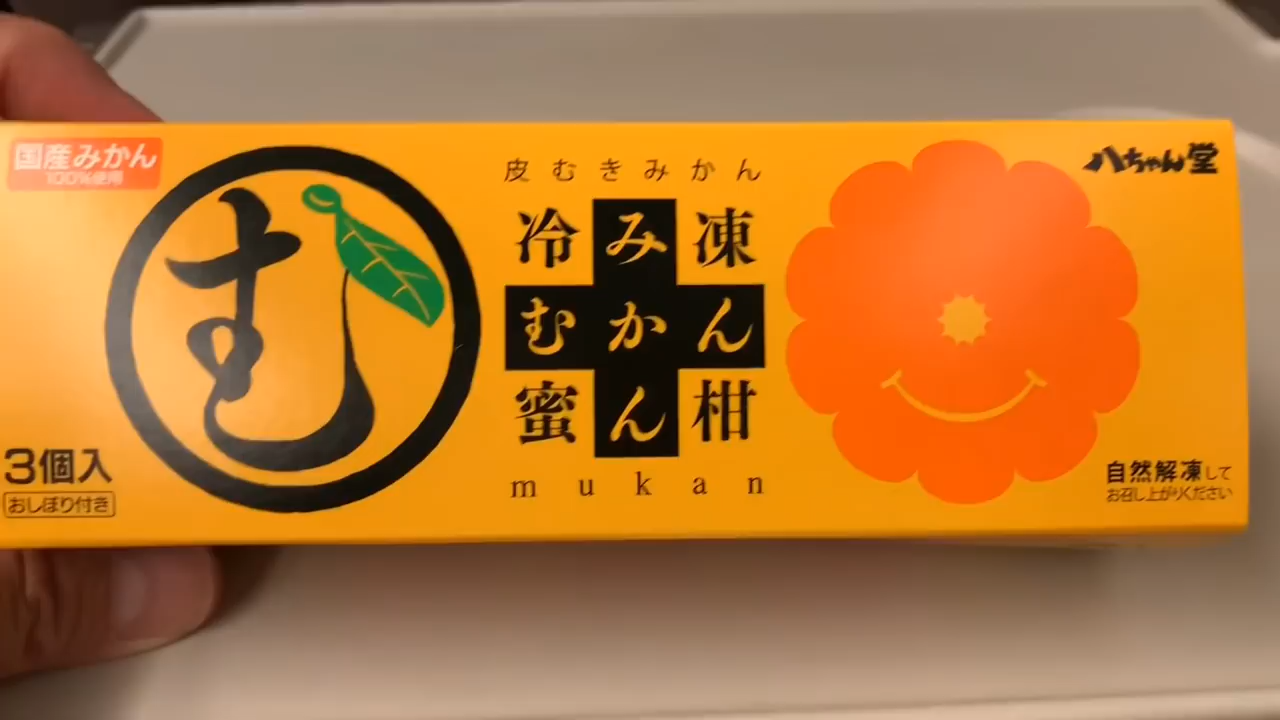 国産みかん
100%使用
む
3個入
おしぼり付き
皮むきみかん
冷み凍
むかん
蜜ん柑
mukan
八ちゃん堂
自然解凍して
お召し上がりください